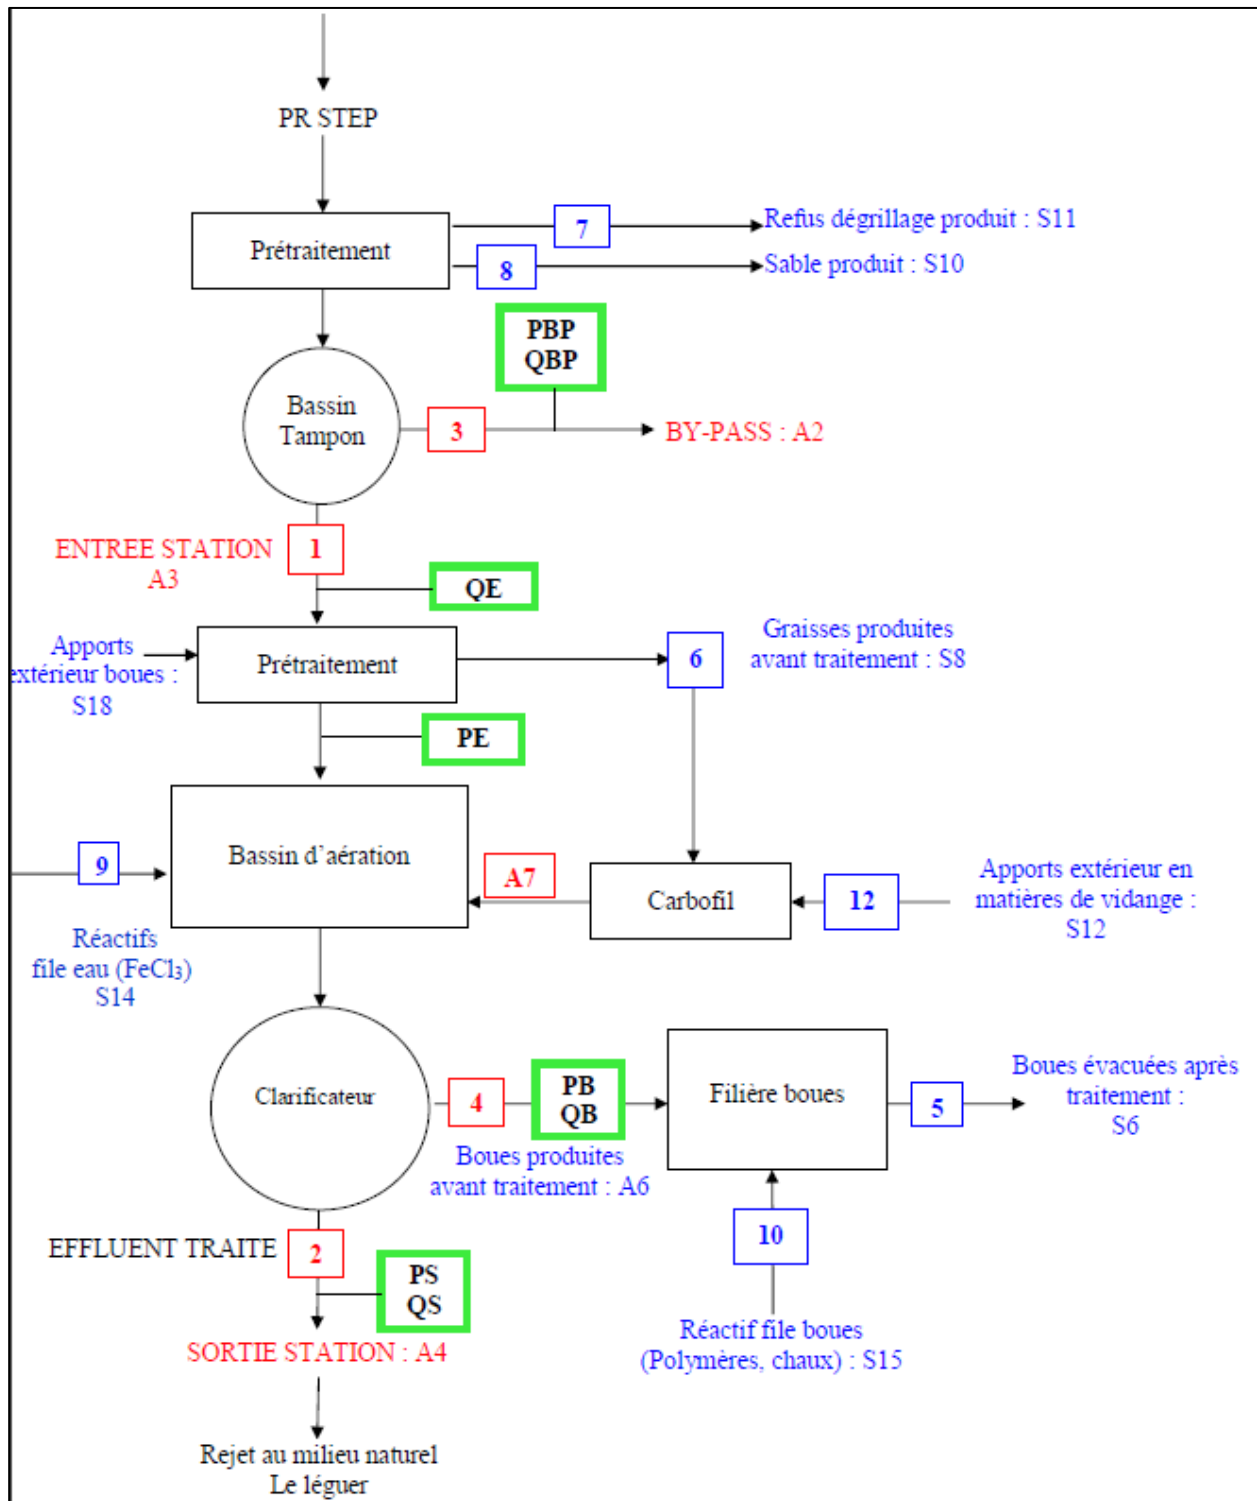 PR STEP
Prétraitement
7
Refus dégrillage produit : S11
8
Sable produit : S10
PBP
QBP
Bassin
Tampon
3
BY-PASS : A2
ENTREE STATION
A3
1
QE
Apports
extérieur boues :
S18
Prétraitement
6
Graisses produites
avant traitement : S8
PE
9
Bassin d’aération
A7
Carbofil
12
Apports extérieur en
matières de vidange :
S12
Réactifs
file eau (FeCl₃)
S14
Clarificateur
4
PB
QB
Filière boues
5
Boues évacuées après
traitement :
S6
Boues produites
avant traitement : A6
EFFLUENT TRAITE
2
PS
QS
10
SORTIE STATION : A4
Réactif file boues
(Polymères, chaux) : S15
Rejet au milieu naturel
Le léguer